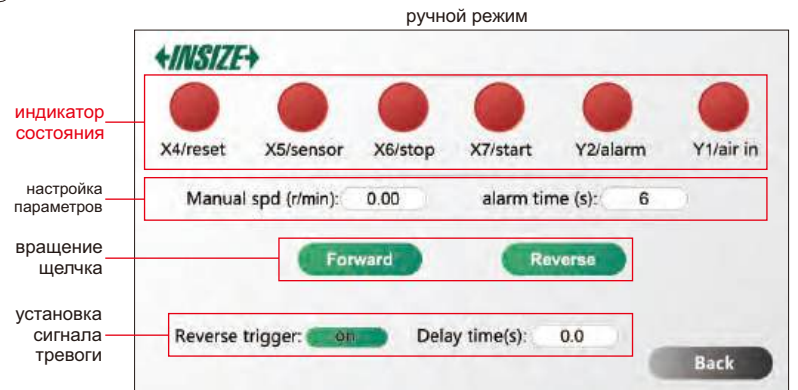 ручной режим
INSIZE
индикатор
состояния
X4/reset X5/sensor X6/stop X7/start Y2/alarm Y1/air in
настройка
параметров
Manual spd (r/min): 0.00 alarm time (s): 6
вращение
щелчка
Forward Reverse
установка
сигнала
тревоги
Reverse trigger: on Delay time(s): 0.0
Back